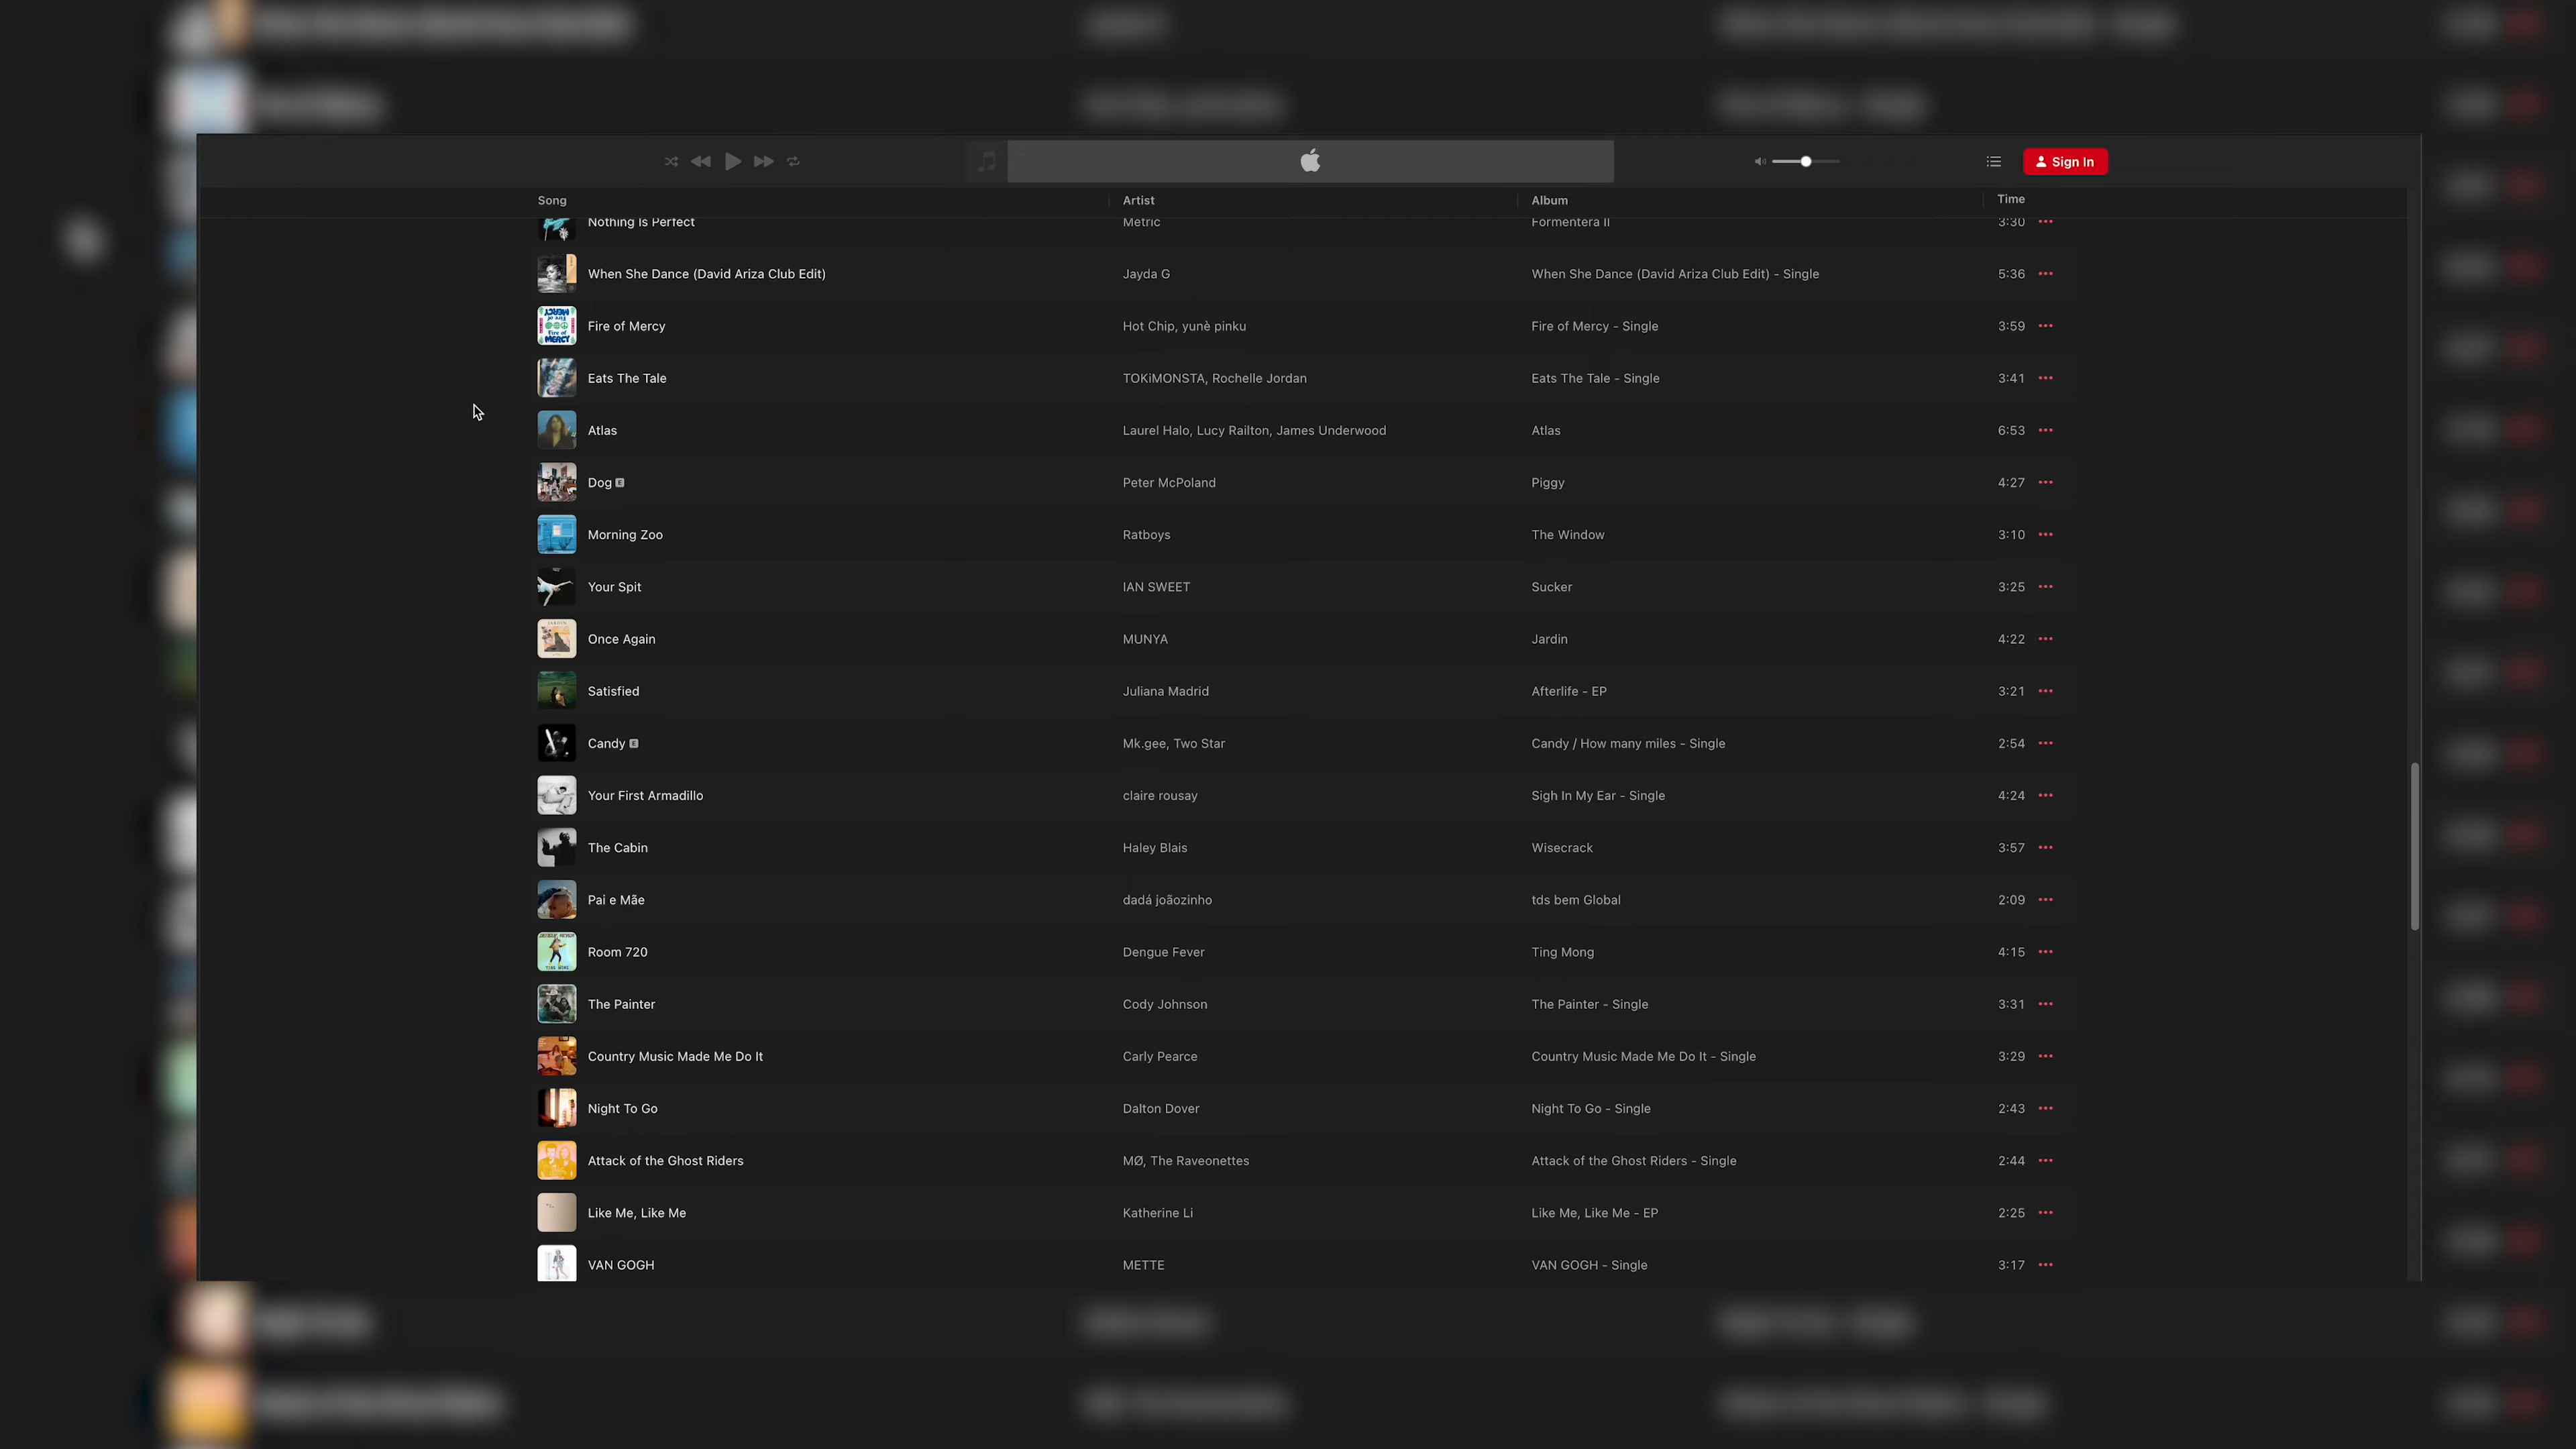 Sign In
Song Artist Album Time
Nothing Is Perfect Metric Formentera II 3:30
When She Dance (David Ariza Club Edit) Jayda G When She Dance (David Ariza Club Edit) - Single 5:36
Fire of Mercy Hot Chip, yunè pinku Fire of Mercy - Single 3:59
Eats The Tale TOKiMONSTA, Rochelle Jordan Eats The Tale - Single 3:41
Atlas Laurel Halo, Lucy Railton, James Underwood Atlas 6:53
Dog E Peter McPoland Piggy 4:27
Morning Zoo Ratboys The Window 3:10
Your Spit IAN SWEET Sucker 3:25
Once Again MUNYA Jardin 4:22
Satisfied Juliana Madrid Afterlife - EP 3:21
Candy E Mk.gee, Two Star Candy / How many miles - Single 2:54
Your First Armadillo claire rousay Sigh In My Ear - Single 4:24
The Cabin Haley Blais Wisecrack 3:57
Pai e Mãe dadá joãozinho tds bem Global 2:09
Room 720 Dengue Fever Ting Mong 4:15
The Painter Cody Johnson The Painter - Single 3:31
Country Music Made Me Do It Carly Pearce Country Music Made Me Do It - Single 3:29
Night To Go Dalton Dover Night To Go - Single 2:43
Attack of the Ghost Riders MØ, The Raveonettes Attack of the Ghost Riders - Single 2:44
Like Me, Like Me Katherine Li Like Me, Like Me - EP 2:25
VAN GOGH METTE VAN GOGH - Single 3:17